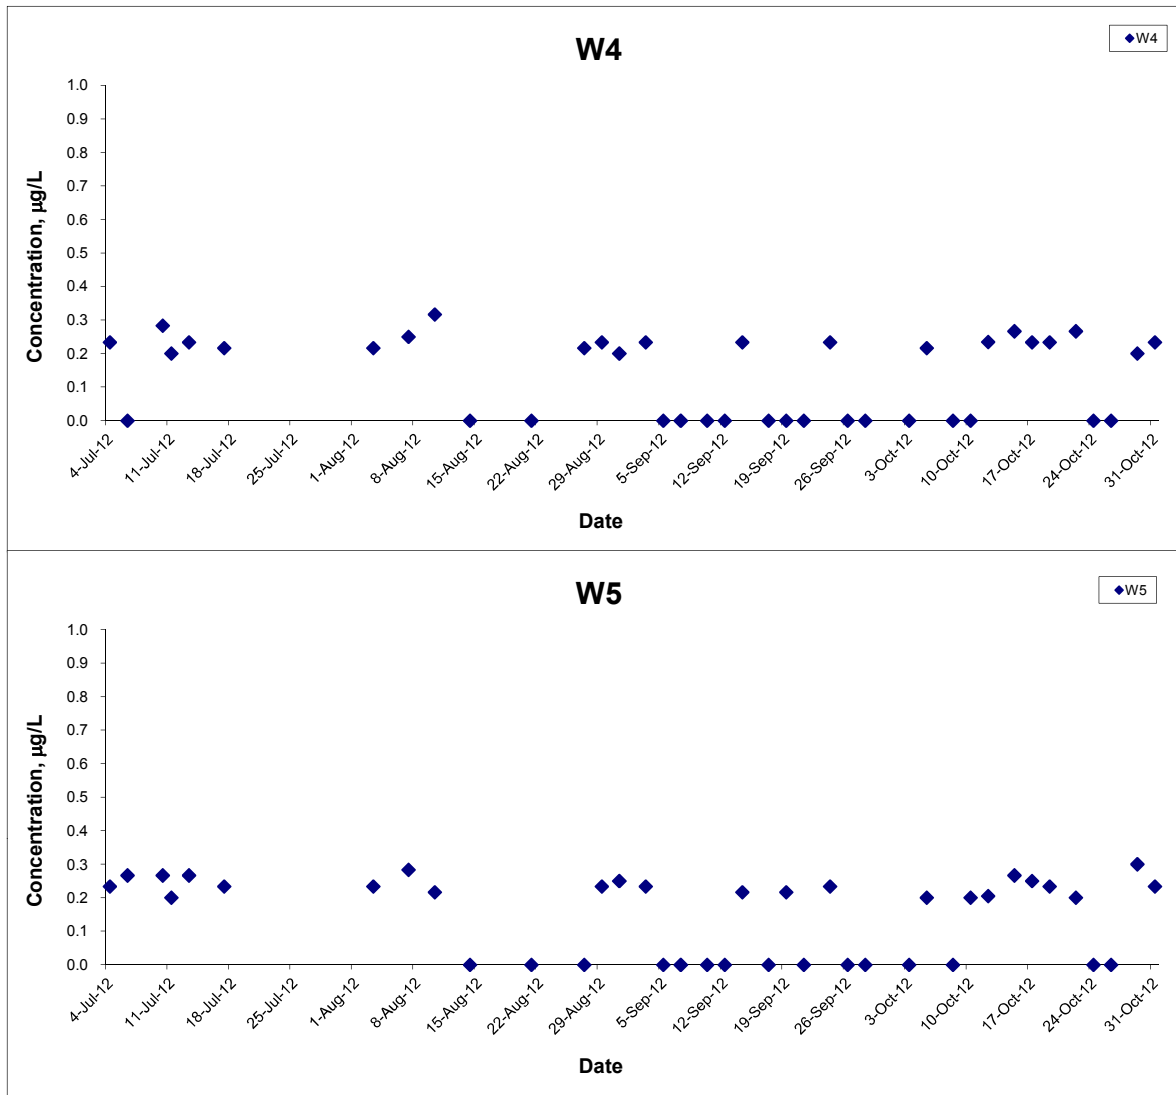 W4
W4
1.0
0.9
0.8
0.7
0.6
0.5
0.4
0.3
0.2
0.1
0.0
Concentration, µg/L
4-Jul-12
11-Jul-12
18-Jul-12
25-Jul-12
1-Aug-12
8-Aug-12
15-Aug-12
22-Aug-12
29-Aug-12
5-Sep-12
12-Sep-12
19-Sep-12
26-Sep-12
3-Oct-12
10-Oct-12
17-Oct-12
24-Oct-12
31-Oct-12
Date
W5
W5
1.0
0.9
0.8
0.7
0.6
0.5
0.4
0.3
0.2
0.1
0.0
Concentration, µg/L
4-Jul-12
11-Jul-12
18-Jul-12
25-Jul-12
1-Aug-12
8-Aug-12
15-Aug-12
22-Aug-12
29-Aug-12
5-Sep-12
12-Sep-12
19-Sep-12
26-Sep-12
3-Oct-12
10-Oct-12
17-Oct-12
24-Oct-12
31-Oct-12
Date